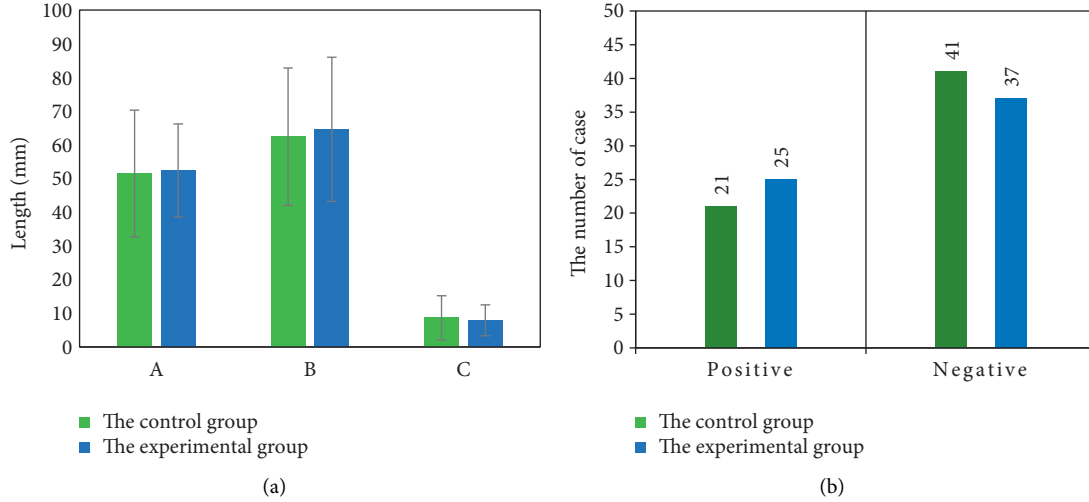 100
90
80
70
60
50
40
30
20
10
0
Length (mm)
A B C
The control group
The experimental group
(a)
50
45
40
35
30
25
20
15
10
5
0
The number of case
21
25
41
37
Positive Negative
The control group
The experimental group
(b)